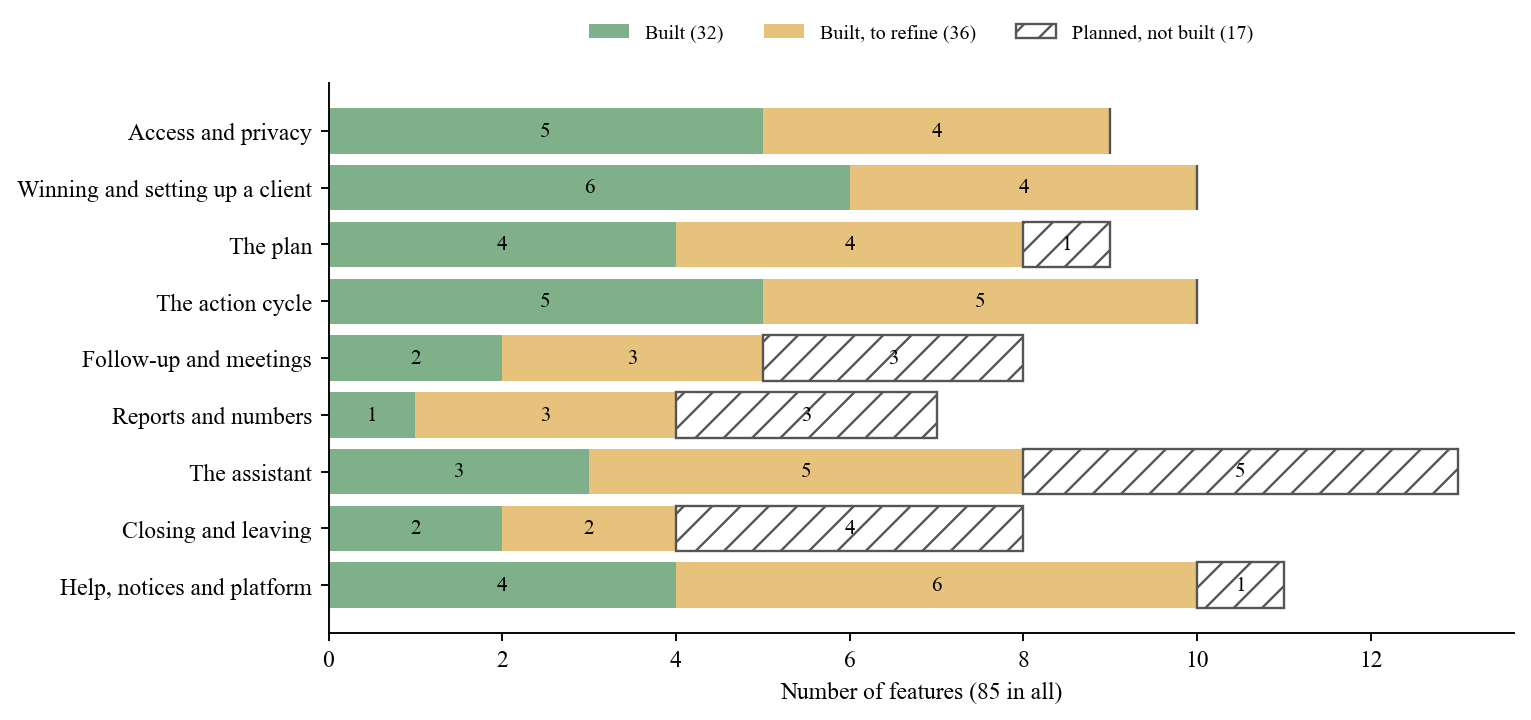 Built (32) Built, to refine (36) Planned, not built (17)
Access and privacy 5 4
Winning and setting up a client 6 4
The plan 4 4 1
The action cycle 5 5
Follow-up and meetings 2 3 3
Reports and numbers 1 3 3
The assistant 3 5 5
Closing and leaving 2 2 4
Help, notices and platform 4 6 1
0 2 4 6 8 10 12
Number of features (85 in all)